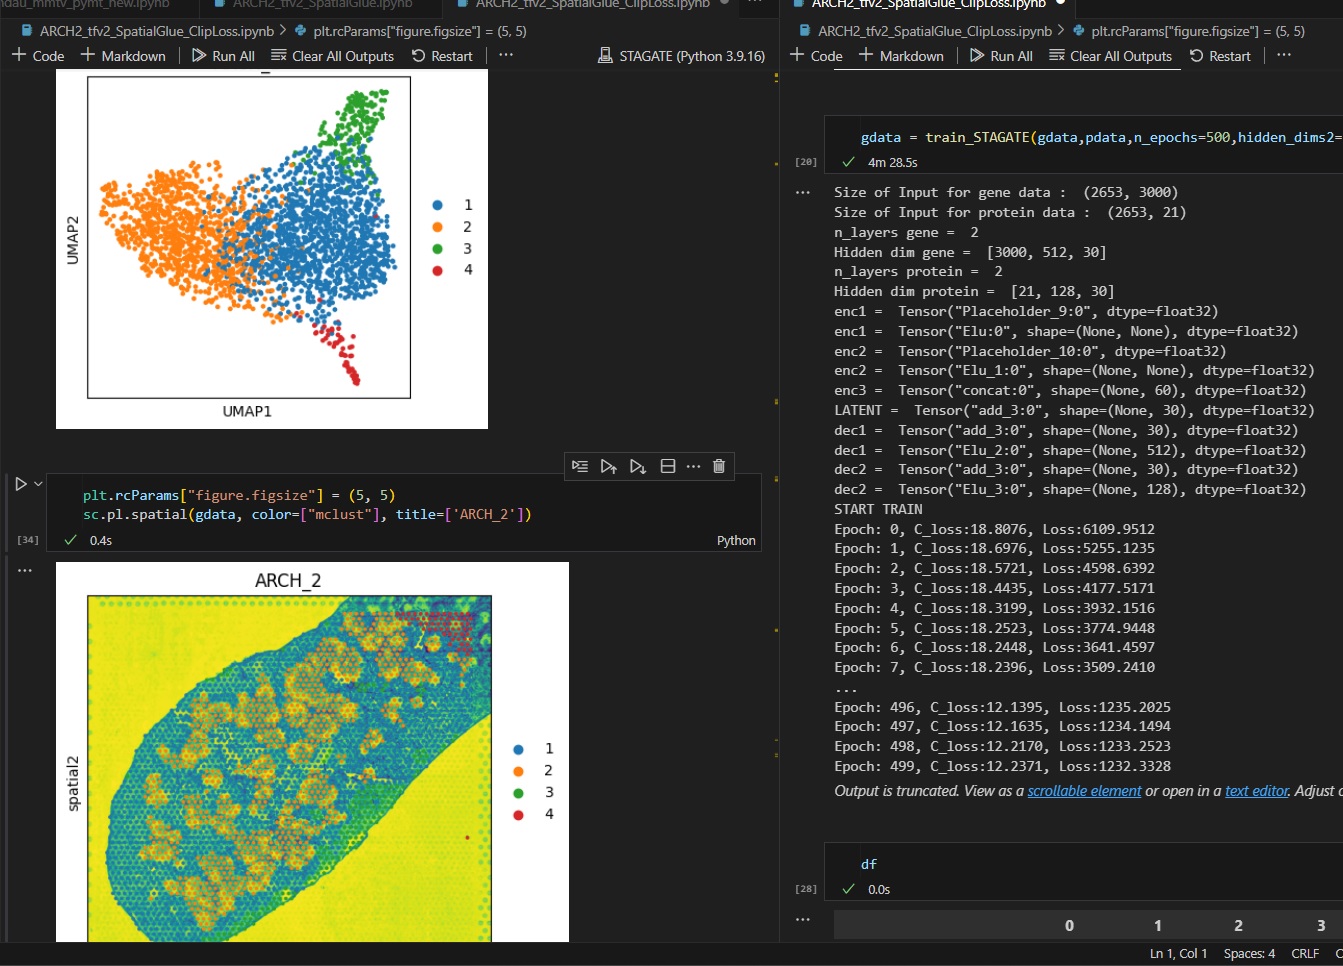 ndau_mmtv_pymt_new.ipynb
ARCH2_tfv2_SpatialGlue.ipynb
ARCH2_tfv2_SpatialGlue_ClipLoss.ipynb
ARCH2_tfv2_SpatialGlue_ClipLoss.ipynb > plt.rcParams["figure.figsize"] = (5, 5)
+ Code + Markdown Run All Clear All Outputs Restart ... STAGATE (Python 3.9.16)
UMAP2
1
2
3
4
UMAP1
plt.rcParams["figure.figsize"] = (5, 5)
sc.pl.spatial(gdata, color=["mclust"], title=['ARCH_2'])
[34] 0.4s Python
...
ARCH_2
spatial2
1
2
3
4
ARCH2_tfv2_SpatialGlue_ClipLoss.ipynb
ARCH2_tfv2_SpatialGlue_ClipLoss.ipynb > plt.rcParams["figure.figsize"] = (5, 5)
+ Code + Markdown Run All Clear All Outputs Restart ...
gdata = train_STAGATE(gdata,pdata,n_epochs=500,hidden_dims2=
[20] 4m 28.5s
...
Size of Input for gene data :  (2653, 3000)
Size of Input for protein data :  (2653, 21)
n_layers gene =  2
Hidden dim gene =  [3000, 512, 30]
n_layers protein =  2
Hidden dim protein =  [21, 128, 30]
enc1 =  Tensor("Placeholder_9:0", dtype=float32)
enc1 =  Tensor("Elu:0", shape=(None, None), dtype=float32)
enc2 =  Tensor("Placeholder_10:0", dtype=float32)
enc2 =  Tensor("Elu_1:0", shape=(None, None), dtype=float32)
enc3 =  Tensor("concat:0", shape=(None, 60), dtype=float32)
LATENT =  Tensor("add_3:0", shape=(None, 30), dtype=float32)
dec1 =  Tensor("add_3:0", shape=(None, 30), dtype=float32)
dec1 =  Tensor("Elu_2:0", shape=(None, 512), dtype=float32)
dec2 =  Tensor("add_3:0", shape=(None, 30), dtype=float32)
dec2 =  Tensor("Elu_3:0", shape=(None, 128), dtype=float32)
START TRAIN
Epoch: 0, C_loss:18.8076, Loss:6109.9512
Epoch: 1, C_loss:18.6976, Loss:5255.1235
Epoch: 2, C_loss:18.5721, Loss:4598.6392
Epoch: 3, C_loss:18.4435, Loss:4177.5171
Epoch: 4, C_loss:18.3199, Loss:3932.1516
Epoch: 5, C_loss:18.2523, Loss:3774.9448
Epoch: 6, C_loss:18.2448, Loss:3641.4597
Epoch: 7, C_loss:18.2396, Loss:3509.2410
...
Epoch: 496, C_loss:12.1395, Loss:1235.2025
Epoch: 497, C_loss:12.1635, Loss:1234.1494
Epoch: 498, C_loss:12.2170, Loss:1233.2523
Epoch: 499, C_loss:12.2371, Loss:1232.3328
Output is truncated. View as a scrollable element or open in a text editor. Adjust
df
[28] 0.0s
...
0 1 2 3
Ln 1, Col 1 Spaces: 4 CRLF